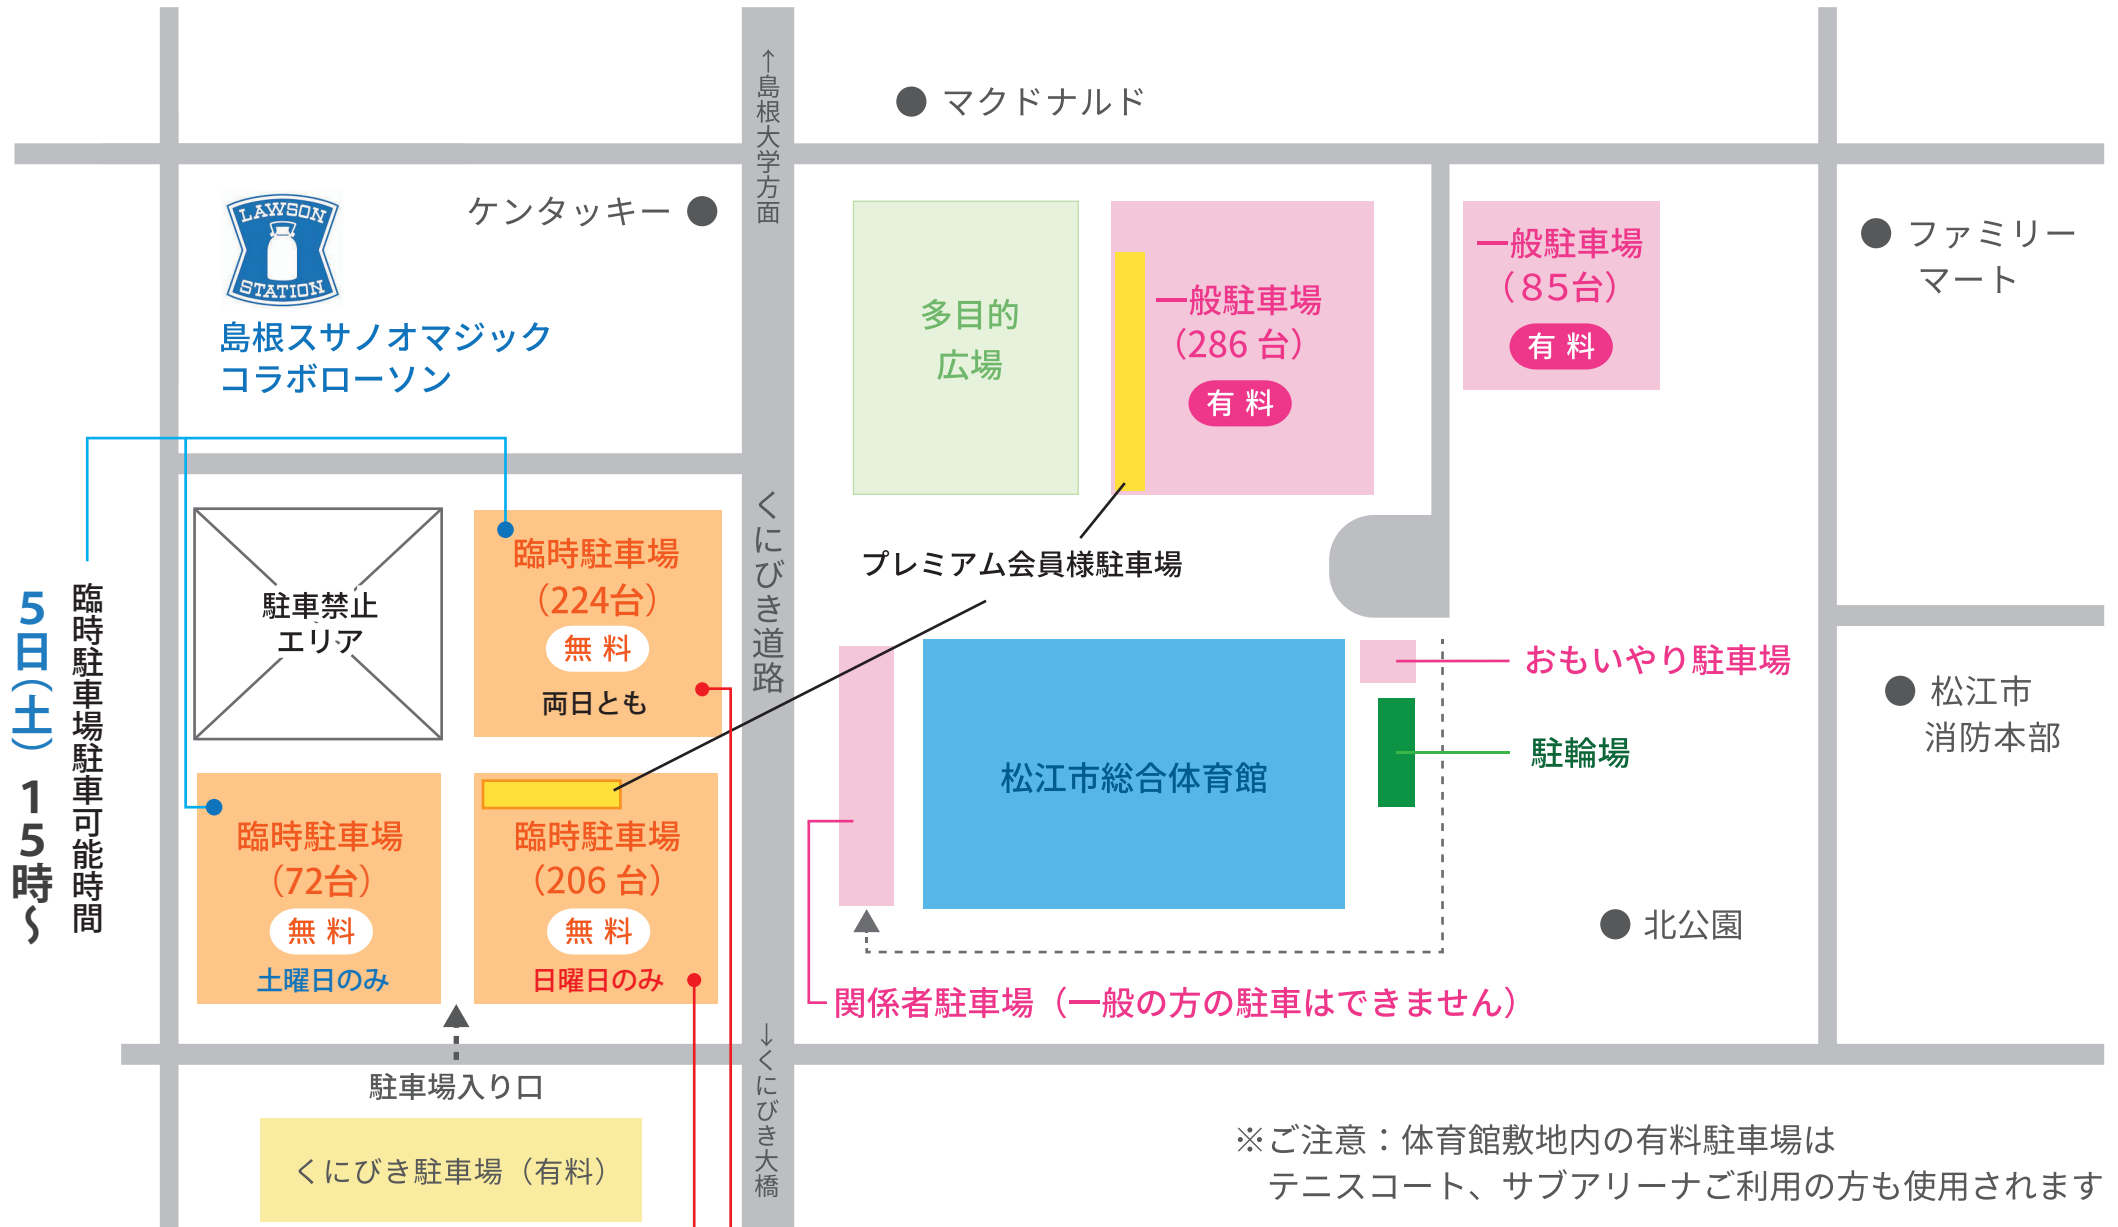 ↑島根大学方面
マクドナルド
LAWSON
STATION
ケンタッキー
島根スサノオマジック
コラボローソン
多目的
広場
一般駐車場
（286 台）
有 料
一般駐車場
（85台）
有 料
ファミリー
マート
くにびき道路
プレミアム会員様駐車場
臨時駐車場駐車可能時間
5日（土） 15時〜
駐車禁止
エリア
臨時駐車場
（224台）
無 料
両日とも
臨時駐車場
（72台）
無 料
土曜日のみ
臨時駐車場
（206 台）
無 料
日曜日のみ
松江市総合体育館
おもいやり駐車場
駐輪場
松江市
消防本部
北公園
関係者駐車場（一般の方の駐車はできません）
↓くにびき大橋
駐車場入り口
くにびき駐車場（有料）
※ご注意：体育館敷地内の有料駐車場は
テニスコート、サブアリーナご利用の方も使用されます